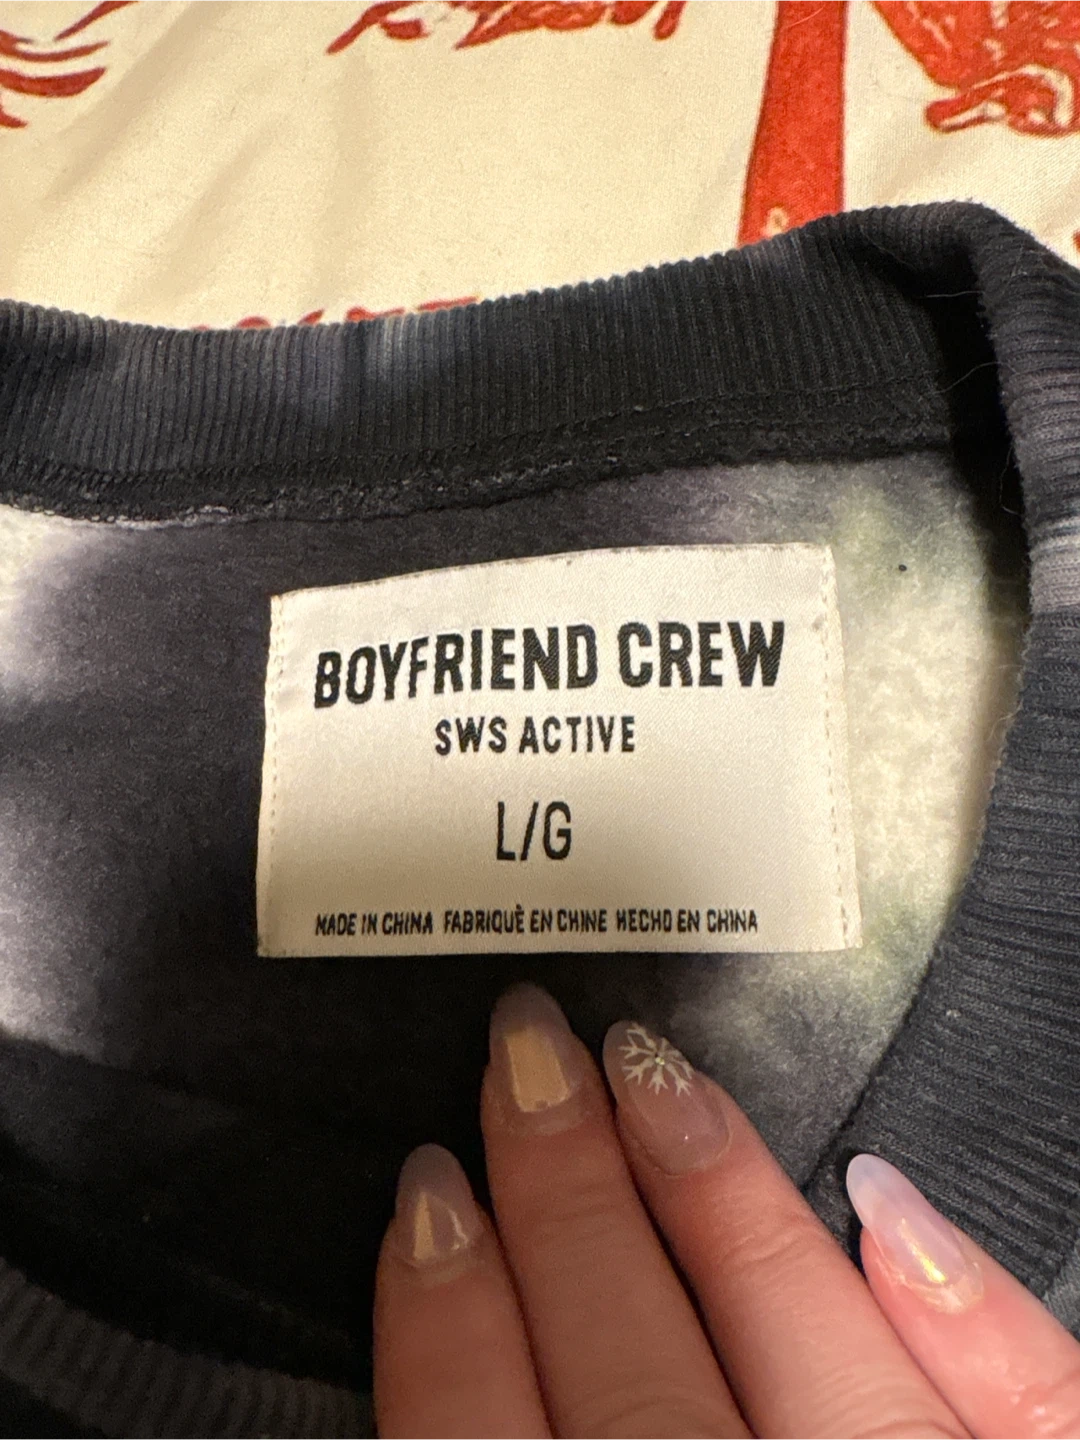 BOYFRIEND CREW
SWS ACTIVE
L/G
MADE IN CHINA FABRIQUÈ EN CHINE HECHO EN CHINA